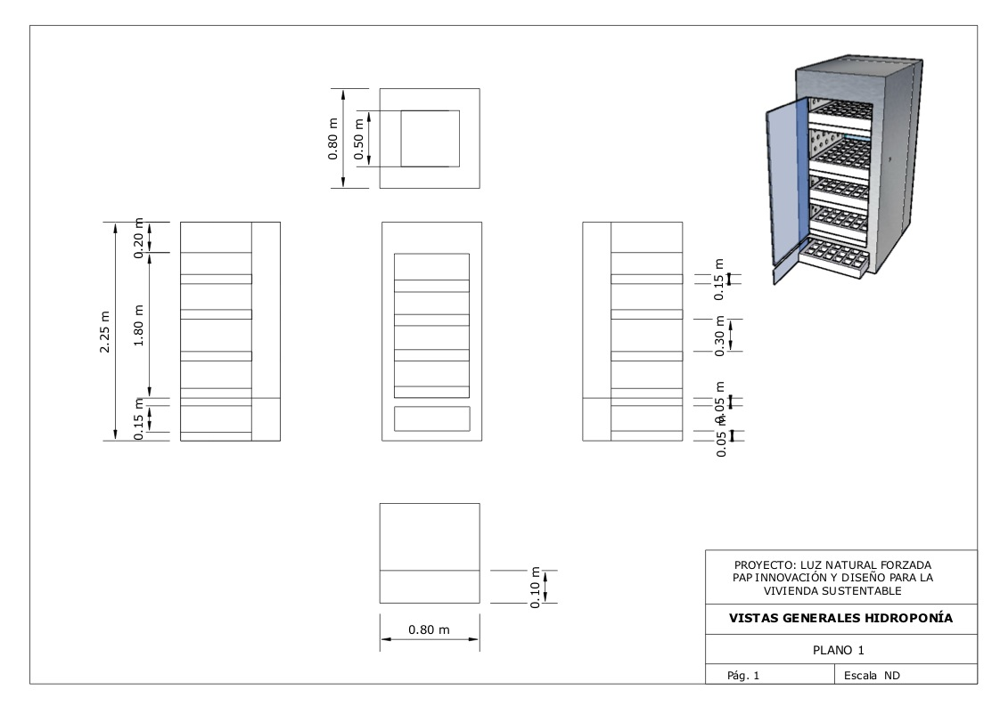 0.80 m
0.50 m
0.20 m
2.25 m
1.80 m
0.15 m
0.15 m
0.30 m
0.05 m
0.05 m
0.10 m
0.80 m
PROYECTO: LUZ NATURAL FORZADA
PAP INNOVACIÓN Y DISEÑO PARA LA
VIVIENDA SUSTENTABLE
VISTAS GENERALES HIDROPONÍA
PLANO 1
Pág. 1
Escala ND